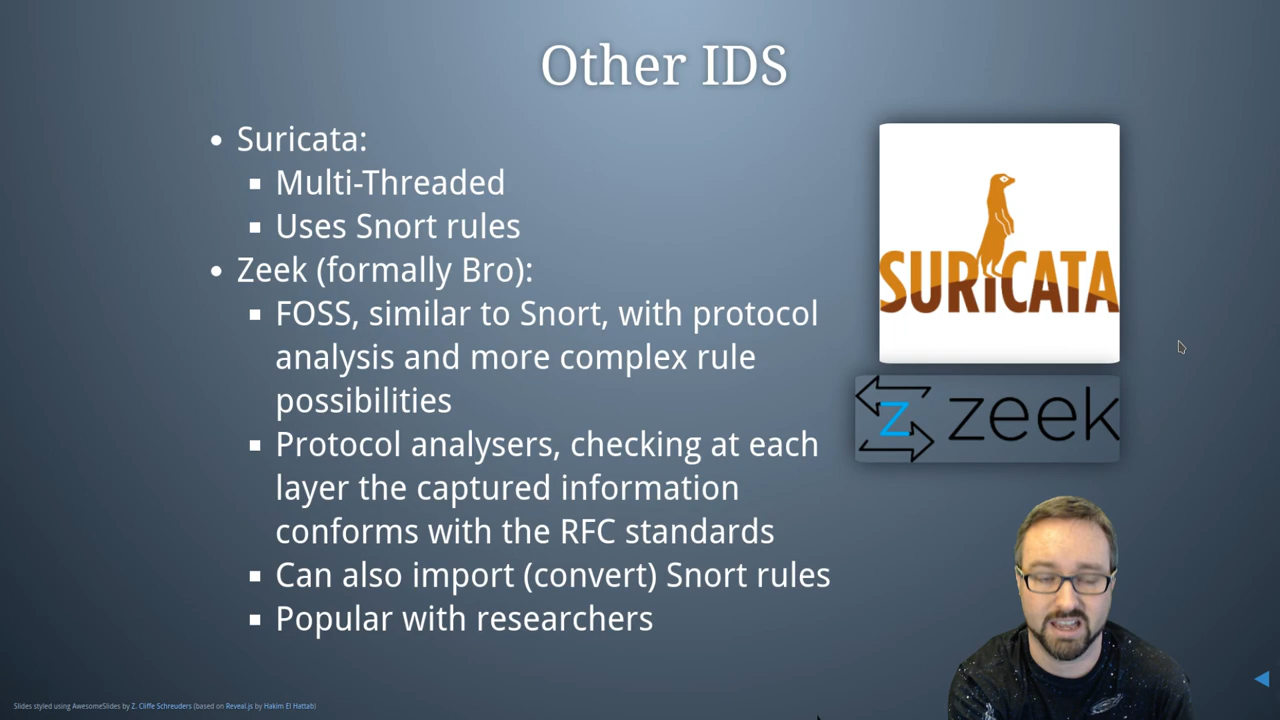 Other IDS
Suricata:
Multi-Threaded
Uses Snort rules
Zeek (formally Bro):
FOSS, similar to Snort, with protocol
analysis and more complex rule
possibilities
Protocol analysers, checking at each
layer the captured information
conforms with the RFC standards
Can also import (convert) Snort rules
Popular with researchers
SURICATA
z zeek
Slides styled using AwesomeSlides by Z. Cliffe Schreuders (based on Reveal.js by Hakim El Hattab)